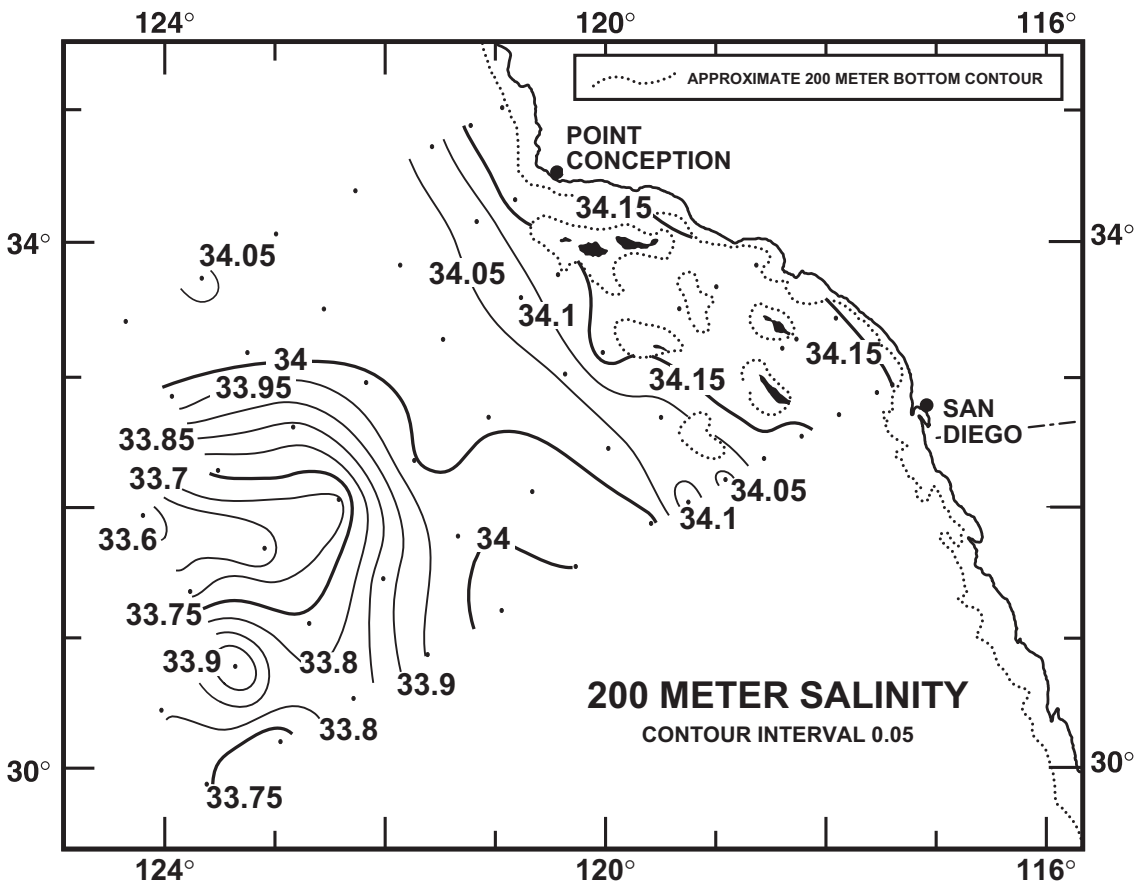 124° 120° 116°
APPROXIMATE 200 METER BOTTOM CONTOUR
POINT
CONCEPTION
34.15
34° 34°
34.05
34.05
34.1
34.15
34
34.15
33.95
SAN
DIEGO
33.85
33.7
34.05
34.1
33.6
34
33.75
33.9
33.8
33.9
200 METER SALINITY
33.8
CONTOUR INTERVAL 0.05
30° 30°
33.75
124° 120° 116°